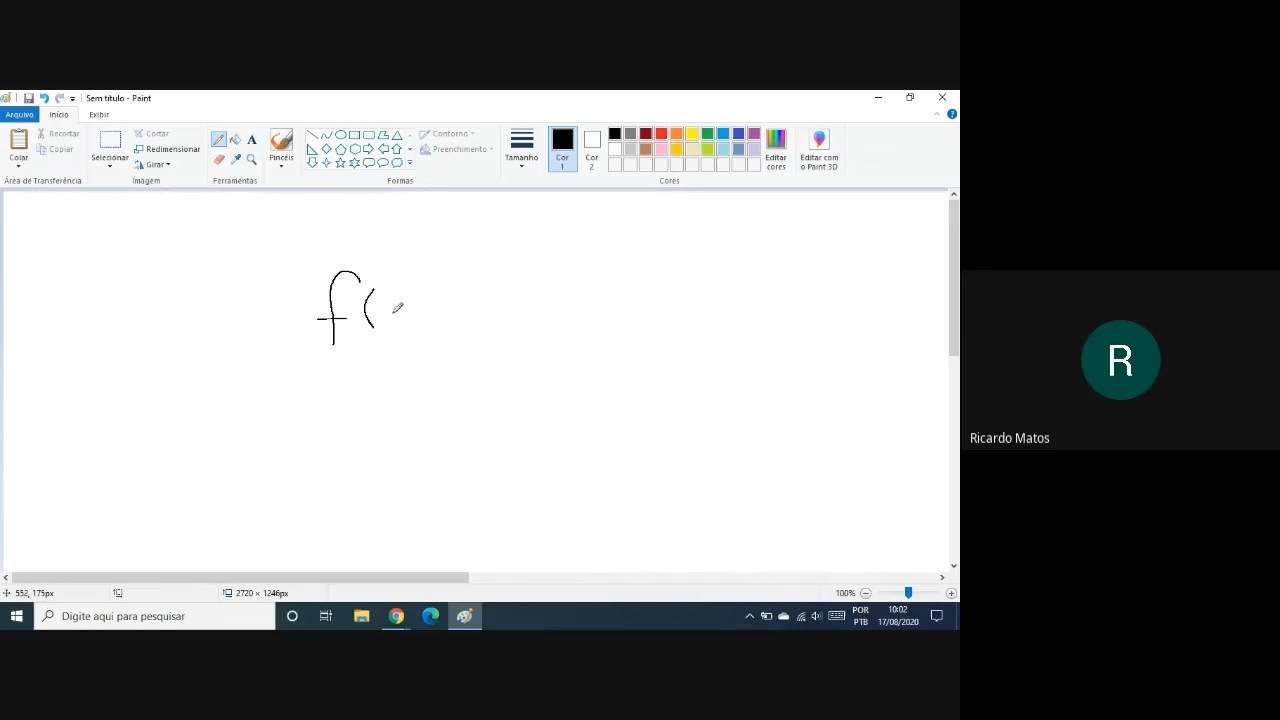 Sem título - Paint
Arquivo Início Exibir
Colar
Recortar
Copiar
Área de Transferência
Selecionar
Cortar
Redimensionar
Girar
Imagem
A
Ferramentas
Pincéis
Contorno
Preenchimento
Formas
Tamanho
Cor 1
Cor 2
Editar cores
Editar com o Paint 3D
Cores
f(
R
Ricardo Matos
552, 175px
2720 × 1246px
100%
Digite aqui para pesquisar
POR
PTB
10:02
17/08/2020